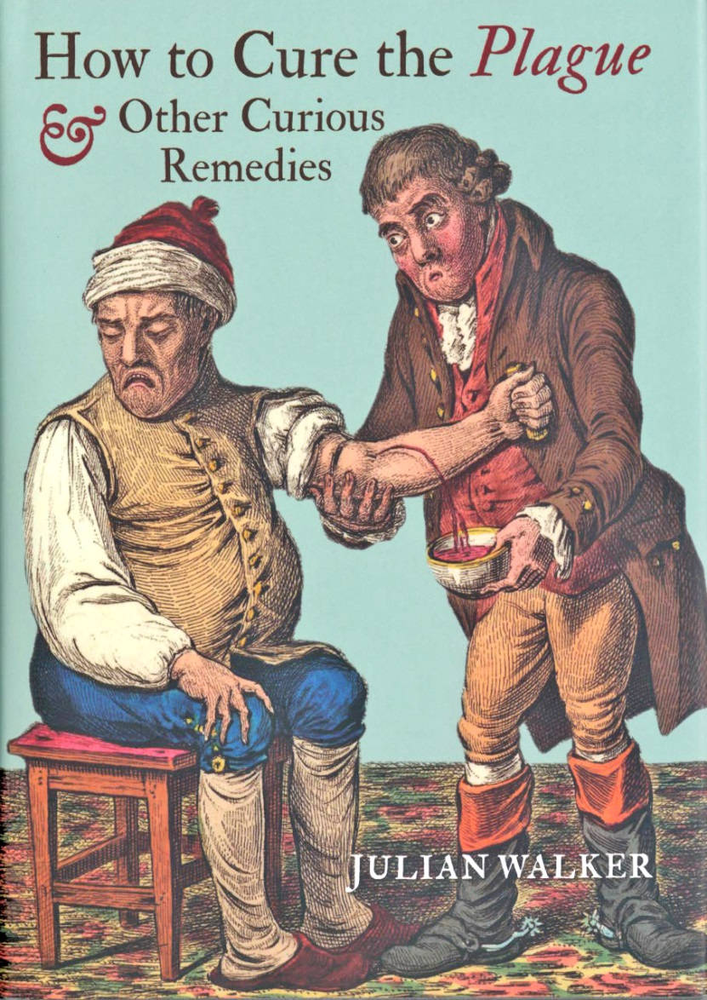 How to Cure the Plague
& Other Curious
Remedies
JULIAN WALKER